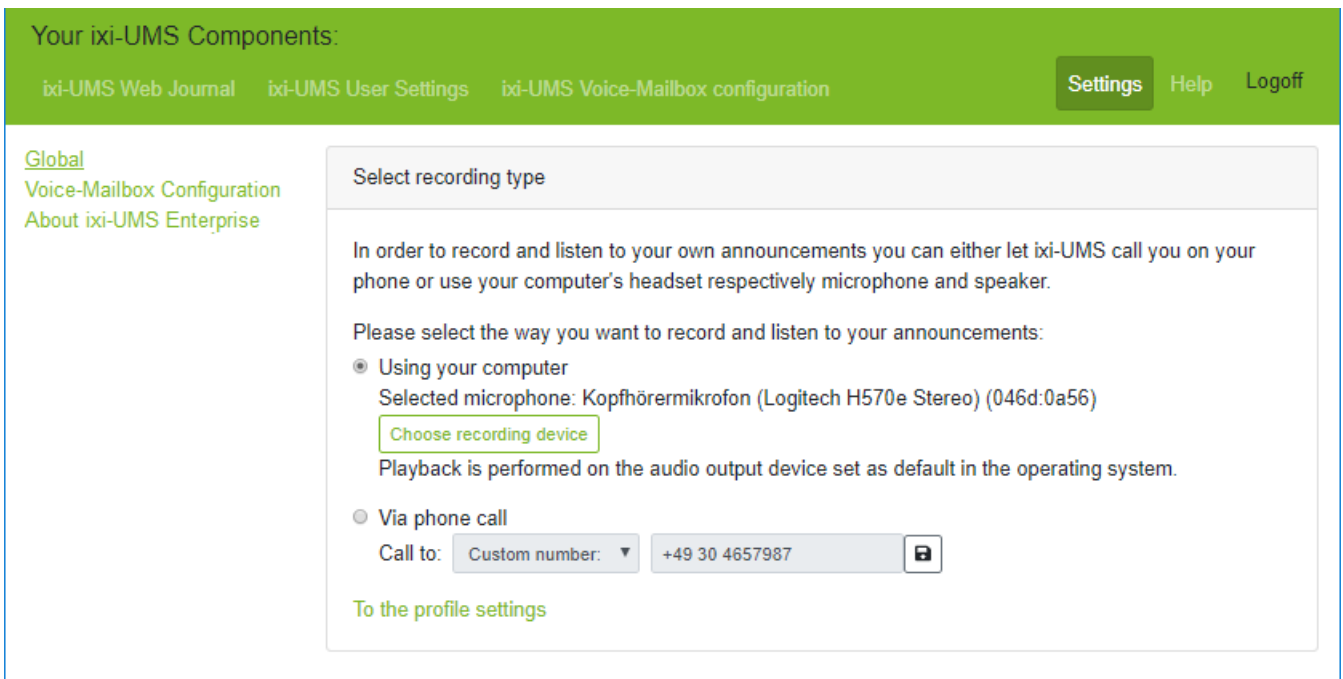 Your ixi-UMS Components:
ixi-UMS Web Journal ixi-UMS User Settings ixi-UMS Voice-Mailbox configuration Settings Help Logoff
Global
Voice-Mailbox Configuration
About ixi-UMS Enterprise
Select recording type
In order to record and listen to your own announcements you can either let ixi-UMS call you on your
phone or use your computer's headset respectively microphone and speaker.
Please select the way you want to record and listen to your announcements:
Using your computer
Selected microphone: Kopfhörermikrofon (Logitech H570e Stereo) (046d:0a56)
Choose recording device
Playback is performed on the audio output device set as default in the operating system.
Via phone call
Call to: Custom number: +49 30 4657987
To the profile settings